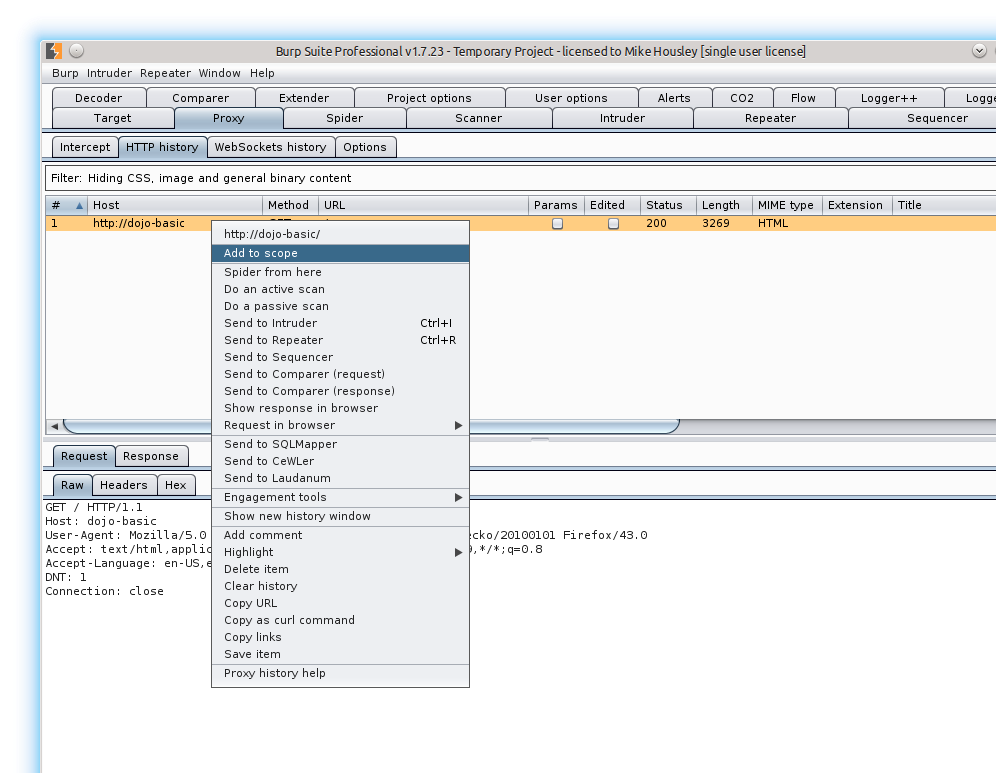 Burp Suite Professional v1.7.23 - Temporary Project - licensed to Mike Housley [single user license]
Burp Intruder Repeater Window Help
Decoder Comparer Extender Project options User options Alerts CO2 Flow Logger++
Target Proxy Spider Scanner Intruder Repeater Sequencer
Intercept HTTP history WebSockets history Options
Filter: Hiding CSS, image and general binary content
# Host Method URL Params Edited Status Length MIME type Extension Title
1 http://dojo-basic 200 3269 HTML
http://dojo-basic/
Add to scope
Spider from here
Do an active scan
Do a passive scan
Send to Intruder Ctrl+I
Send to Repeater Ctrl+R
Send to Sequencer
Send to Comparer (request)
Send to Comparer (response)
Show response in browser
Request in browser
Send to SQLMapper
Send to CeWLer
Send to Laudanum
Engagement tools
Show new history window
Add comment
Highlight
Delete item
Clear history
Copy URL
Copy as curl command
Copy links
Save item
Proxy history help
Request Response
Raw Headers Hex
GET / HTTP/1.1
Host: dojo-basic
User-Agent: Mozilla/5.0 ecko/20100101 Firefox/43.0
Accept: text/html,applic ,*/*;q=0.8
Accept-Language: en-US,e
DNT: 1
Connection: close